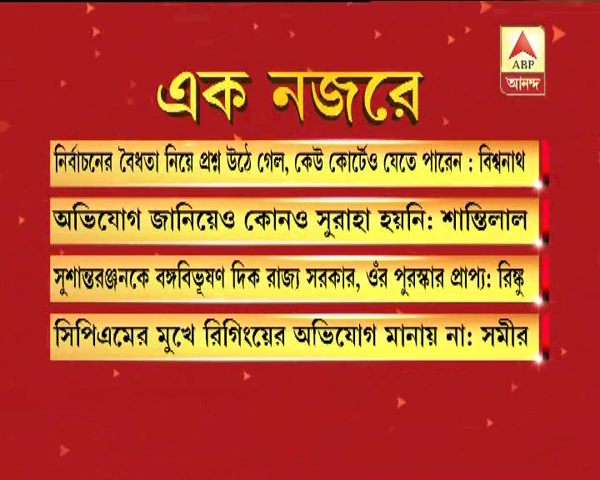 ABP
আনন্দ
এক নজরে
নির্বাচনের বৈধতা নিয়ে প্রশ্ন উঠে গেল, কেউ কোর্টেও যেতে পারেন : বিশ্বনাথ
অভিযোগ জানিয়েও কোনও সুরাহা হয়নি: শান্তিলাল
সুশান্তরঞ্জনকে বঙ্গবিভূষণ দিক রাজ্য সরকার, ওঁর পুরস্কার প্রাপ্য: রিঙ্কু
সিপিএমের মুখে রিগিংয়ের অভিযোগ মানায় না: সমীর